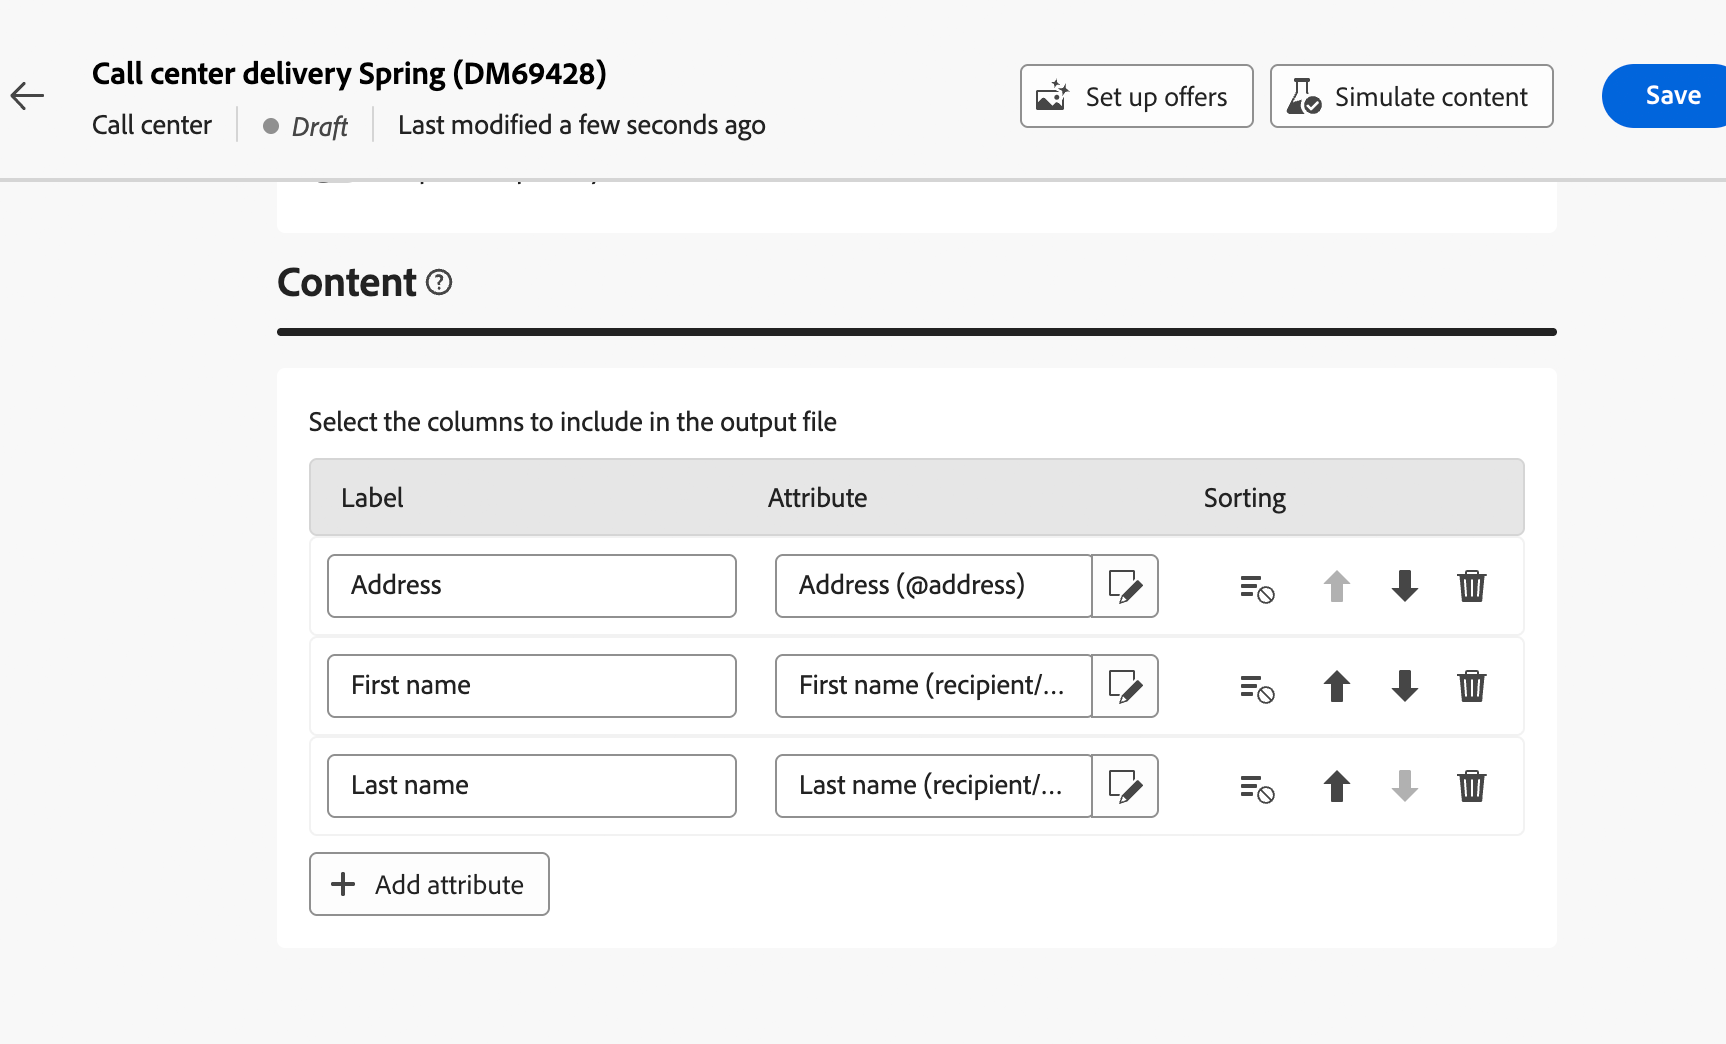 Call center delivery Spring (DM69428)
Call center
Draft
Last modified a few seconds ago
Set up offers
Simulate content
Save
Content
Select the columns to include in the output file
Label Attribute Sorting
Address Address (@address)
First name First name (recipient/...
Last name Last name (recipient/...
Add attribute